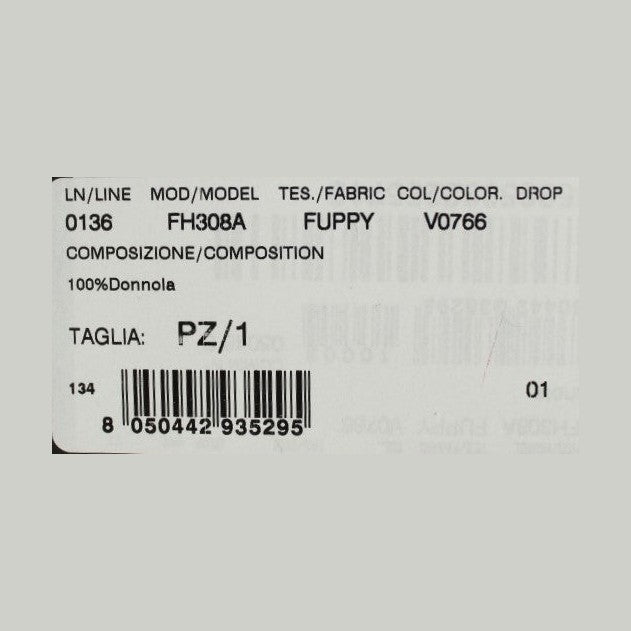 LN/LINE MOD/MODEL TES./FABRIC COL/COLOR. DROP
0136 FH308A FUPPY V0766
COMPOSIZIONE/COMPOSITION
100%Donnola
TAGLIA: PZ/1
134 01
8 050442 935295